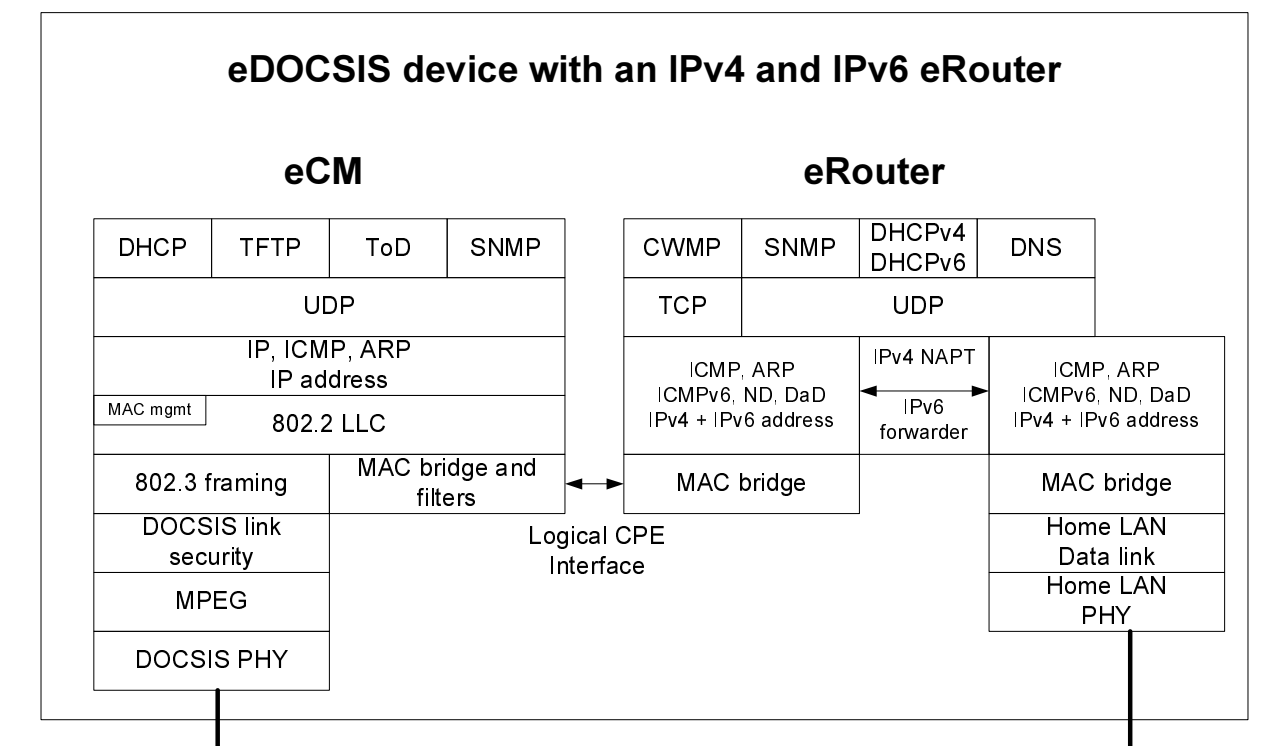 eDOCSIS device with an IPv4 and IPv6 eRouter
eCM
eRouter
DHCP
TFTP
ToD
SNMP
UDP
IP, ICMP, ARP
IP address
MAC mgmt
802.2 LLC
802.3 framing
MAC bridge and
filters
DOCSIS link
security
MPEG
DOCSIS PHY
Logical CPE
Interface
CWMP
SNMP
DHCPv4
DHCPv6
DNS
TCP
UDP
ICMP, ARP
ICMPv6, ND, DaD
IPv4 + IPv6 address
IPv4 NAPT
IPv6
forwarder
ICMP, ARP
ICMPv6, ND, DaD
IPv4 + IPv6 address
MAC bridge
MAC bridge
Home LAN
Data link
Home LAN
PHY